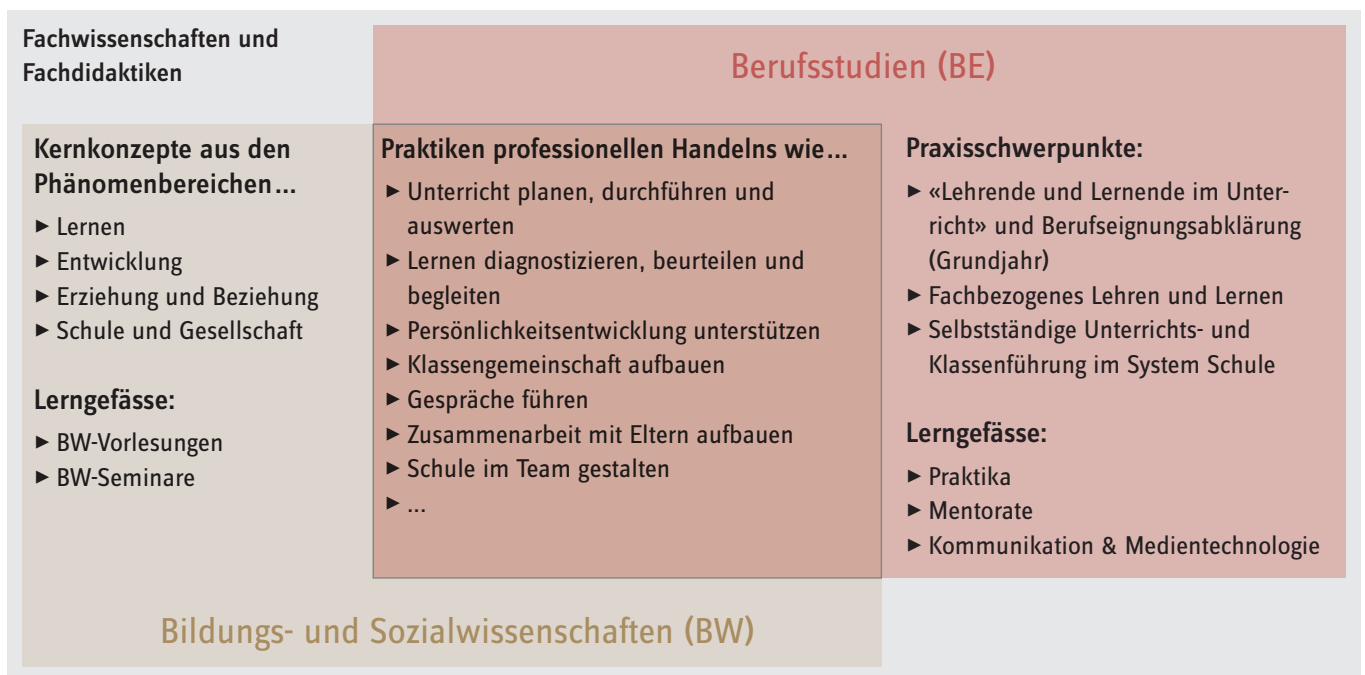 Fachwissenschaften und
Fachdidaktiken
Berufsstudien (BE)
Kernkonzepte aus den
Phänomenbereichen...
► Lernen
► Entwicklung
► Erziehung und Beziehung
► Schule und Gesellschaft
Lerngefässe:
► BW-Vorlesungen
► BW-Seminare
Praktiken professionellen Handelns wie...
► Unterricht planen, durchführen und
auswerten
► Lernen diagnostizieren, beurteilen und
begleiten
► Persönlichkeitsentwicklung unterstützen
► Klassengemeinschaft aufbauen
► Gespräche führen
► Zusammenarbeit mit Eltern aufbauen
► Schule im Team gestalten
► ...
Praxisschwerpunkte:
► «Lehrende und Lernende im Unter-
richt» und Berufseignungsabklärung
(Grundjahr)
► Fachbezogenes Lehren und Lernen
► Selbstständige Unterrichts- und
Klassenführung im System Schule
Lerngefässe:
► Praktika
► Mentorate
► Kommunikation & Medientechnologie
Bildungs- und Sozialwissenschaften (BW)